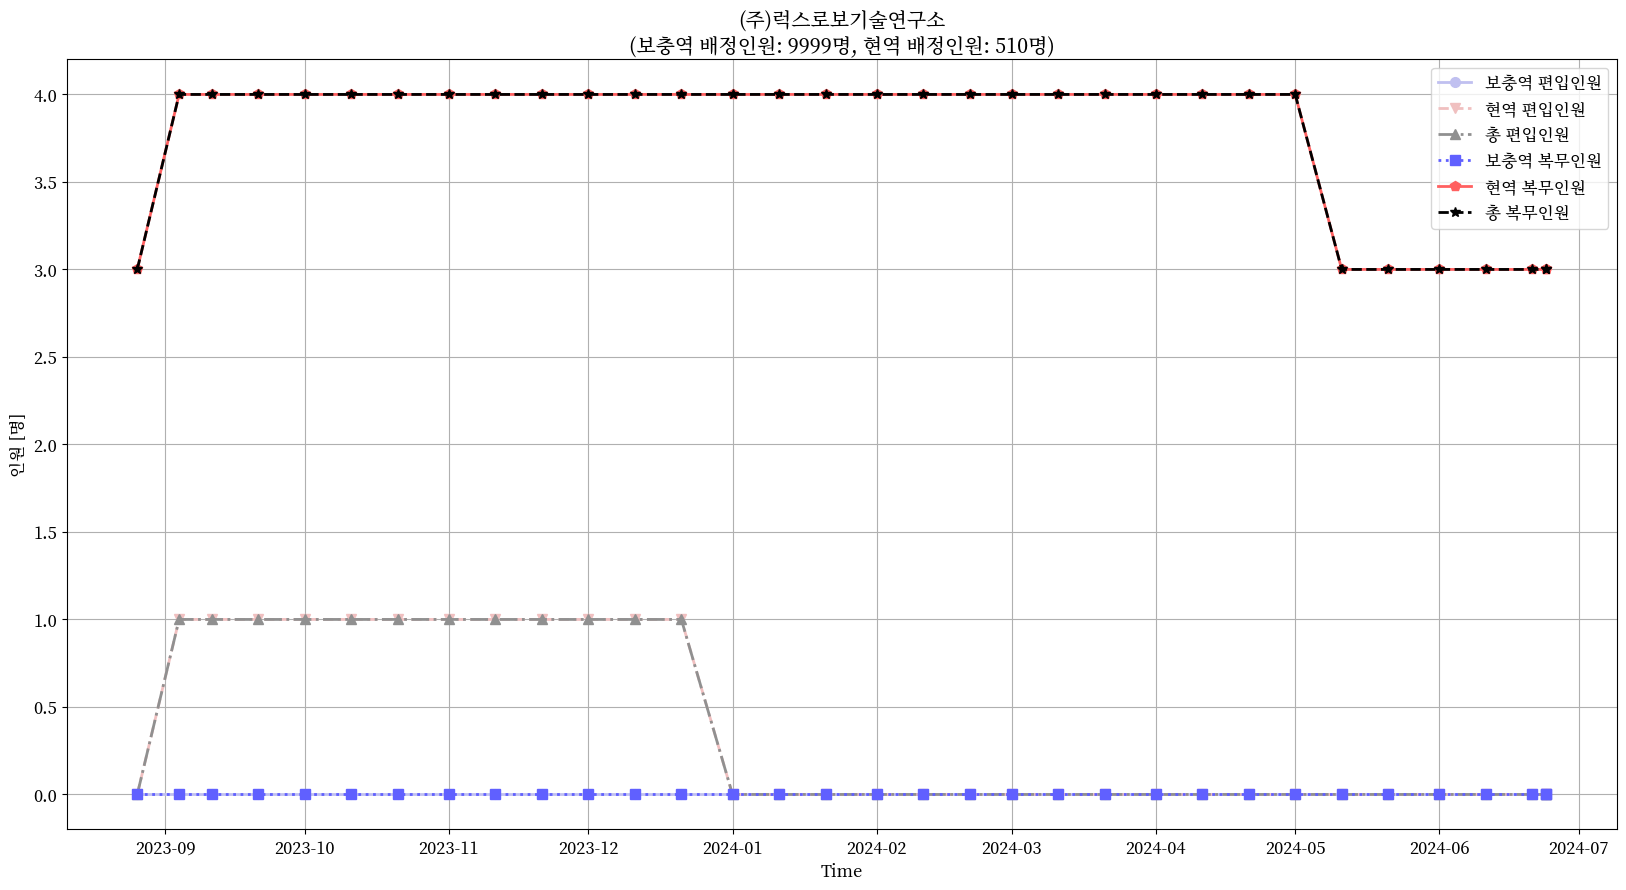 (주)럭스로보기술연구소
(보충역 배정인원: 9999명, 현역 배정인원: 510명)
보충역 편입인원
현역 편입인원
총 편입인원
보충역 복무인원
현역 복무인원
총 복무인원
인원 [명]
4.0
3.5
3.0
2.5
2.0
1.5
1.0
0.5
0.0
2023-09 2023-10 2023-11 2023-12 2024-01 2024-02 2024-03 2024-04 2024-05 2024-06 2024-07
Time